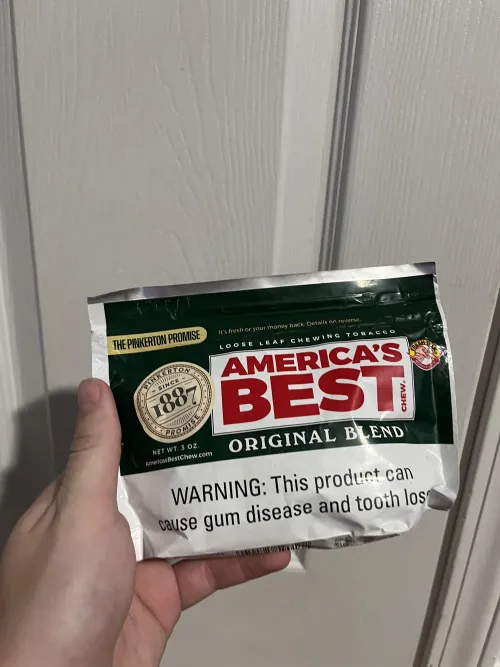 THE PINKERTON PROMISE
It's fresh or your money back. Details on reverse.
LOOSE LEAF CHEWING TOBACCO
AMERICA'S
BEST
CHEW.
PINKERTON
SINCE
1887
PROMISE
ORIGINAL BLEND
NET WT. 3 OZ.
AmericasBestChew.com
WARNING: This product can
cause gum disease and tooth loss